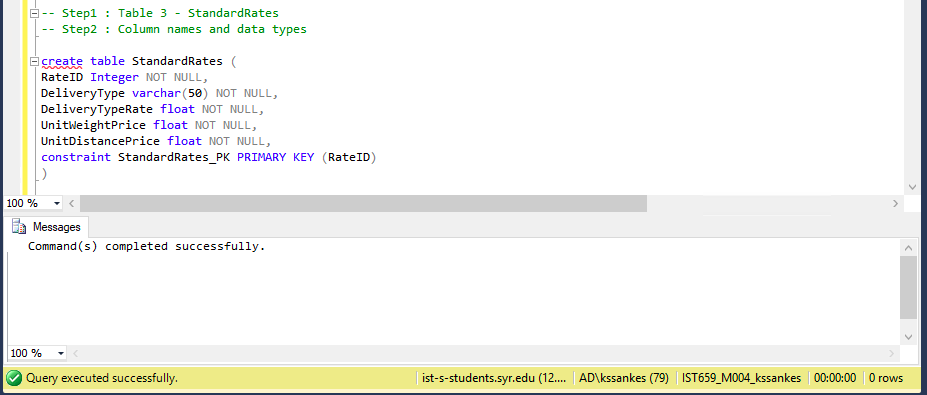 -- Step1 : Table 3 - StandardRates
-- Step2 : Column names and data types
create table StandardRates (
RateID Integer NOT NULL,
DeliveryType varchar(50) NOT NULL,
DeliveryTypeRate float NOT NULL,
UnitWeightPrice float NOT NULL,
UnitDistancePrice float NOT NULL,
constraint StandardRates_PK PRIMARY KEY (RateID)
)
100 %
Messages
Command(s) completed successfully.
100 %
Query executed successfully. ist-s-students.syr.edu (12.... AD\kssankes (79) IST659_M004_kssankes 00:00:00 0 rows